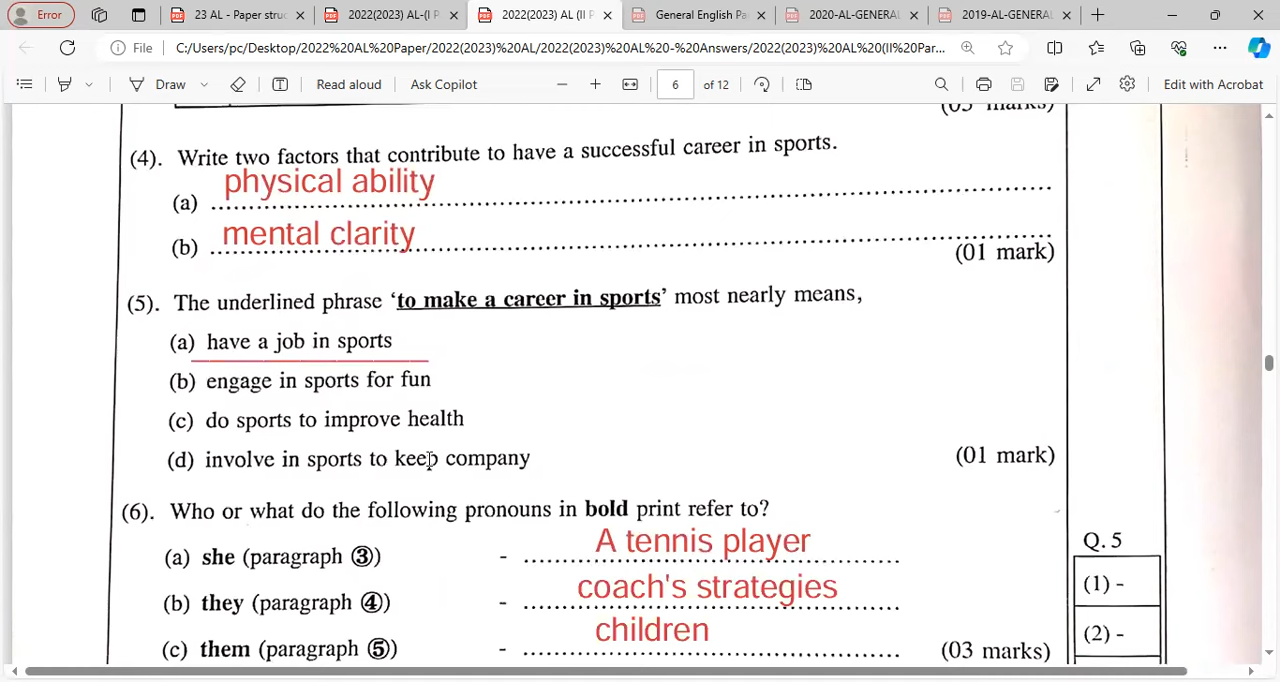 Error
23 AL - Paper struc
2022(2023) AL-(I P
2022(2023) AL (II P
General English Pa
2020-AL-GENERAL
2019-AL-GENERAL
File
C:/Users/pc/Desktop/2022%20AL%20Paper/2022(2023)%20AL/2022(2023)%20AL%20-%20Answers/2022(2023)%20AL%20(II%20Par...
Draw
Read aloud
Ask Copilot
6
of 12
Edit with Acrobat
(03 marks)
(4). Write two factors that contribute to have a successful career in sports.
(a) physical ability
(b) mental clarity
(01 mark)
(5). The underlined phrase ‘to make a career in sports’ most nearly means,
(a) have a job in sports
(b) engage in sports for fun
(c) do sports to improve health
(d) involve in sports to keep company
(01 mark)
(6). Who or what do the following pronouns in bold print refer to?
(a) she (paragraph ③) - A tennis player
(b) they (paragraph ④) - coach's strategies
(c) them (paragraph ⑤) - children
(03 marks)
Q. 5
(1) -
(2) -